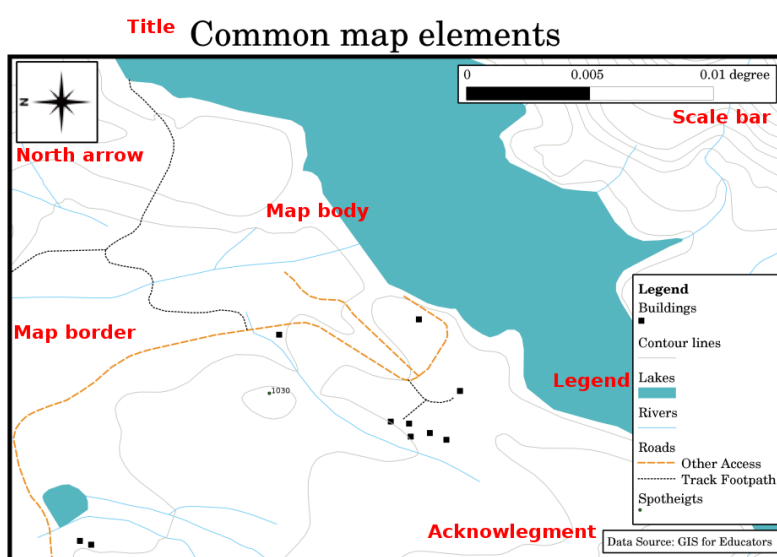 Title Common map elements
N
0 0.005 0.01 degree
Scale bar
North arrow
Map body
Map border
1030
Legend
Legend
Buildings
Contour lines
Lakes
Rivers
Roads
Other Access
Track Footpath
Spotheigts
Acknowlegment
Data Source: GIS for Educators